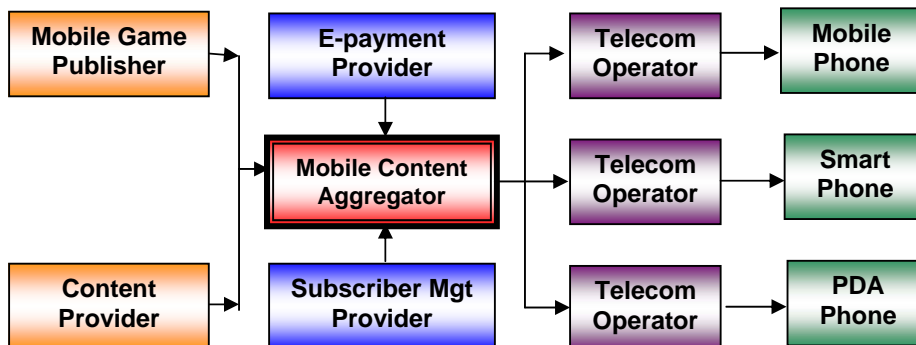 Mobile Game
Publisher
E-payment
Provider
Telecom
Operator
Mobile
Phone
Mobile Content
Aggregator
Telecom
Operator
Smart
Phone
Content
Provider
Subscriber Mgt
Provider
Telecom
Operator
PDA
Phone